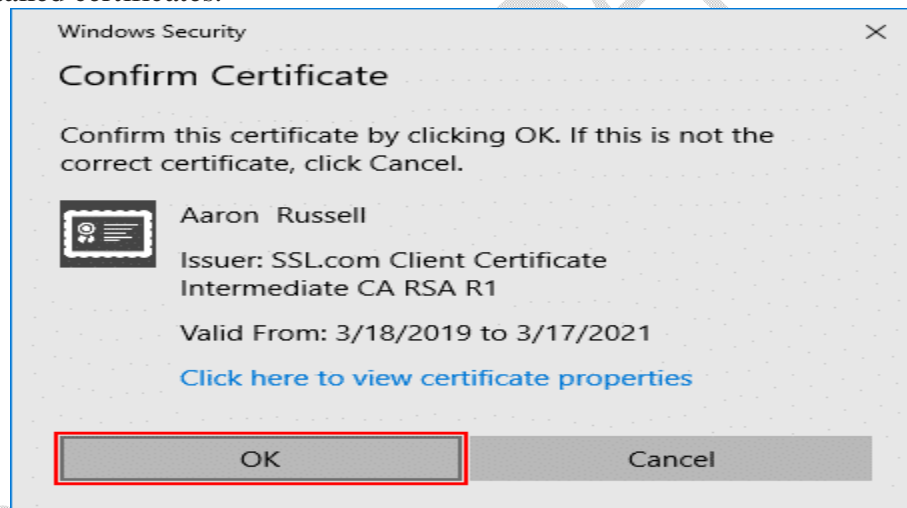 certificates.
Windows Security
Confirm Certificate
Confirm this certificate by clicking OK. If this is not the
correct certificate, click Cancel.
Aaron Russell
Issuer: SSL.com Client Certificate
Intermediate CA RSA R1
Valid From: 3/18/2019 to 3/17/2021
Click here to view certificate properties
OK
Cancel